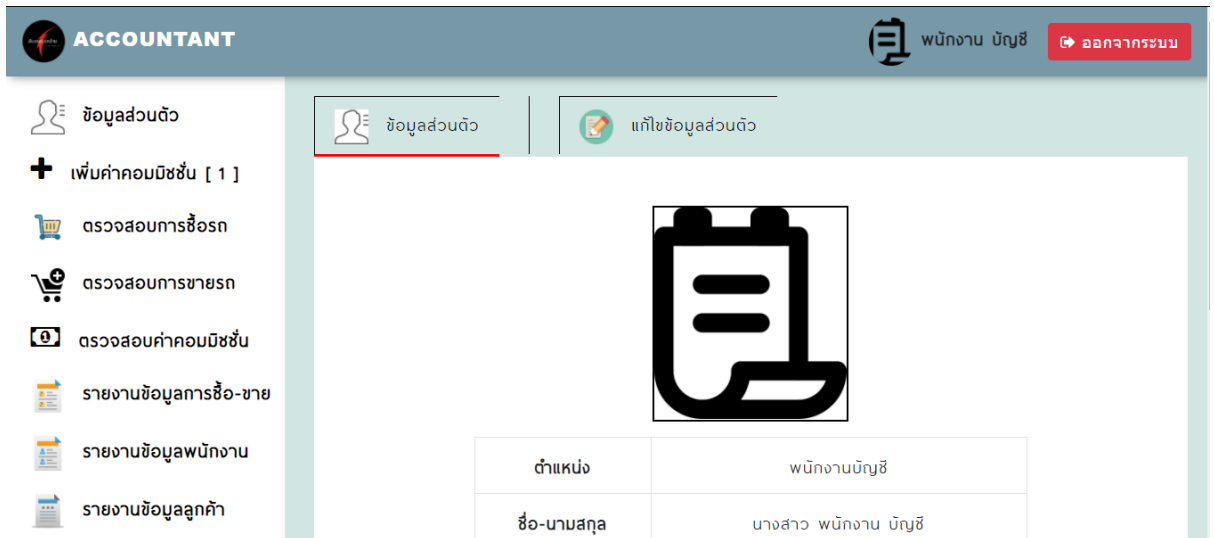 ACCOUNTANT
พนักงาน บัญชี
ออกจากระบบ
ข้อมูลส่วนตัว
เพิ่มค่าคอมมิชชั่น [ 1 ]
ตรวจสอบการซื้อรถ
ตรวจสอบการขายรถ
ตรวจสอบค่าคอมมิชชั่น
รายงานข้อมูลการซื้อ-ขาย
รายงานข้อมูลพนักงาน
รายงานข้อมูลลูกค้า
ข้อมูลส่วนตัว
แก้ไขข้อมูลส่วนตัว
ตำแหน่ง พนักงานบัญชี
ชื่อ-นามสกุล นางสาว พนักงาน บัญชี